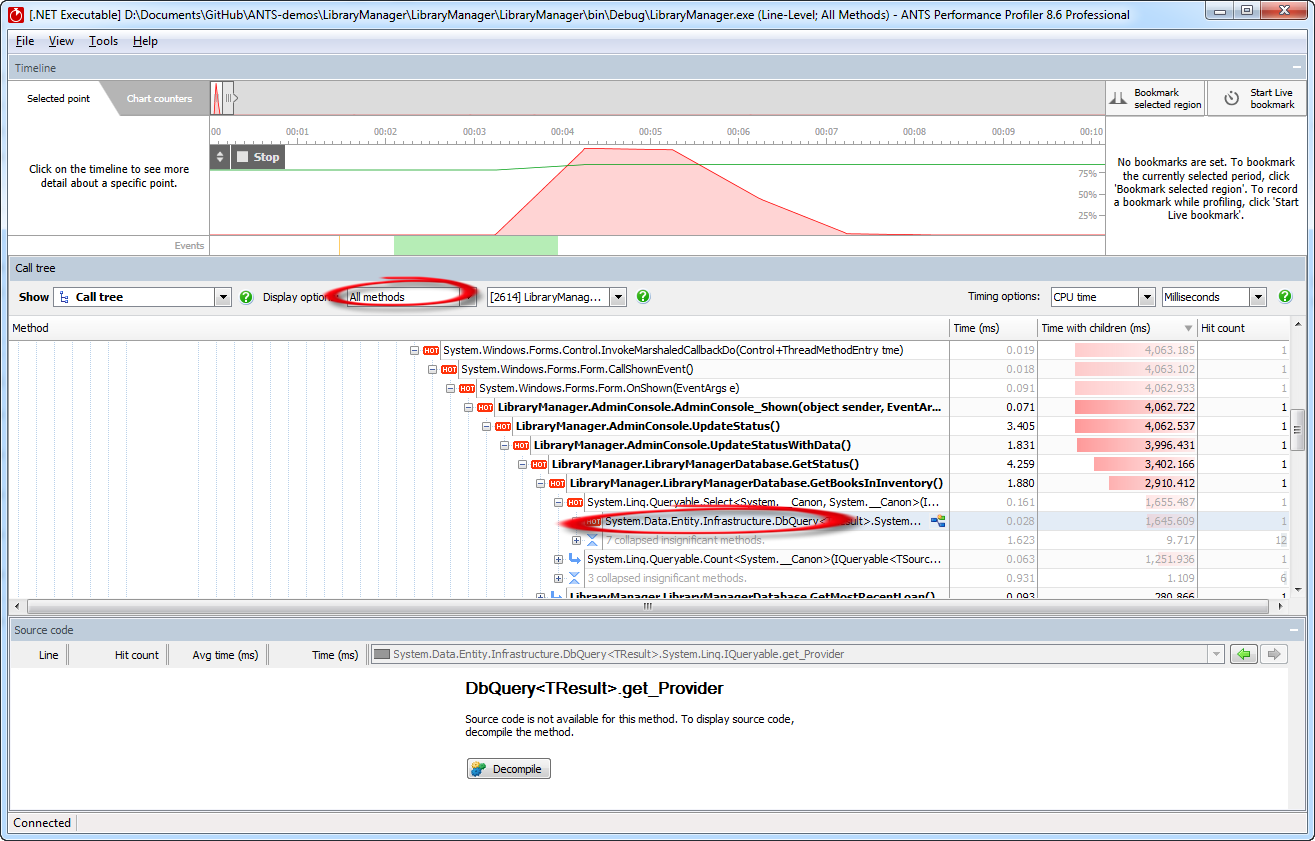 [.NET Executable] D:\Documents\GitHub\ANTS-demos\LibraryManager\LibraryManager\LibraryManager\bin\Debug\LibraryManager.exe (Line-Level; All Methods) - ANTS Performance Profiler 8.6 Professional
File View Tools Help
Timeline
Selected point Chart counters
Bookmark selected region
Start Live bookmark
00 00:01 00:02 00:03 00:04 00:05 00:06 00:07 00:08 00:09 00:10
Stop
Click on the timeline to see more
detail about a specific point.
75%
50%
25%
No bookmarks are set. To bookmark
the currently selected period, click
'Bookmark selected region'. To record
a bookmark while profiling, click 'Start
Live bookmark'.
Events
Call tree
Show Call tree ? Display option All methods [2614] LibraryManag... ? Timing options: CPU time Milliseconds ?
Method Time (ms) Time with children (ms) Hit count
HOT System.Windows.Forms.Control.InvokeMarshaledCallbackDo(Control+ThreadMethodEntry tme) 0.019 4,063.185 1
HOT System.Windows.Forms.Form.CallShownEvent() 0.018 4,063.102 1
HOT System.Windows.Forms.Form.OnShown(EventArgs e) 0.091 4,062.933 1
HOT LibraryManager.AdminConsole.AdminConsole_Shown(object sender, EventAr... 0.071 4,062.722 1
HOT LibraryManager.AdminConsole.UpdateStatus() 3.405 4,062.537 1
HOT LibraryManager.AdminConsole.UpdateStatusWithData() 1.831 3,996.431 1
HOT LibraryManager.LibraryManagerDatabase.GetStatus() 4.259 3,402.166 1
HOT LibraryManager.LibraryManagerDatabase.GetBooksInInventory() 1.880 2,910.412 1
HOT System.Linq.Queryable.Select<System.__Canon, System.__Canon>(I... 0.161 1,655.487 1
HOT System.Data.Entity.Infrastructure.DbQuery<TResult>.System... 0.028 1,645.609 1
7 collapsed insignificant methods. 1.623 9.717 12
System.Linq.Queryable.Count<System.__Canon>(IQueryable<TSourc... 0.063 1,251.936 1
3 collapsed insignificant methods. 0.931 1.109 6
LibraryManager.LibraryManagerDatabase.GetMostRecentLoan() 0.093 280.866 1
Source code
Line Hit count Avg time (ms) Time (ms) System.Data.Entity.Infrastructure.DbQuery<TResult>.System.Linq.IQueryable.get_Provider
DbQuery<TResult>.get_Provider
Source code is not available for this method. To display source code,
decompile the method.
Decompile
Connected